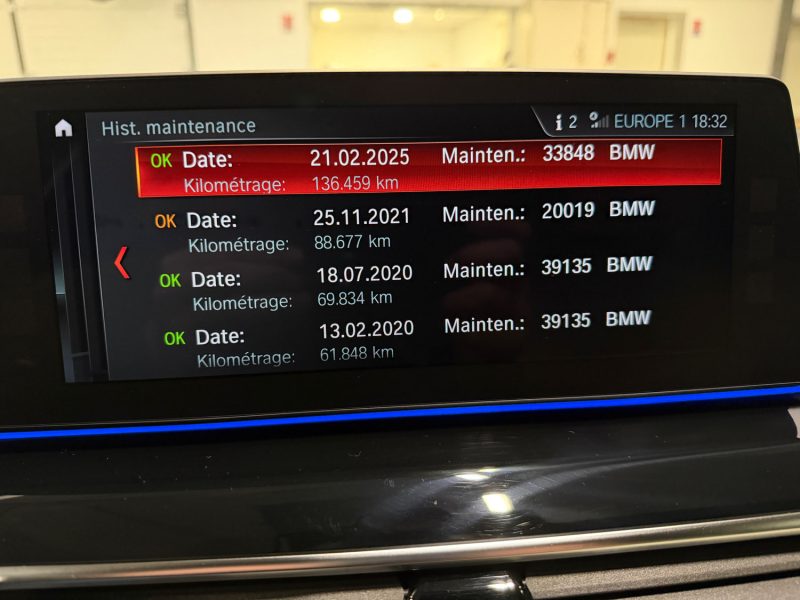 Hist. maintenance
i 2 EUROPE 1 18:32
OK Date: 21.02.2025 Mainten.: 33848 BMW
Kilométrage: 136.459 km
OK Date: 25.11.2021 Mainten.: 20019 BMW
Kilométrage: 88.677 km
OK Date: 18.07.2020 Mainten.: 39135 BMW
Kilométrage: 69.834 km
OK Date: 13.02.2020 Mainten.: 39135 BMW
Kilométrage: 61.848 km